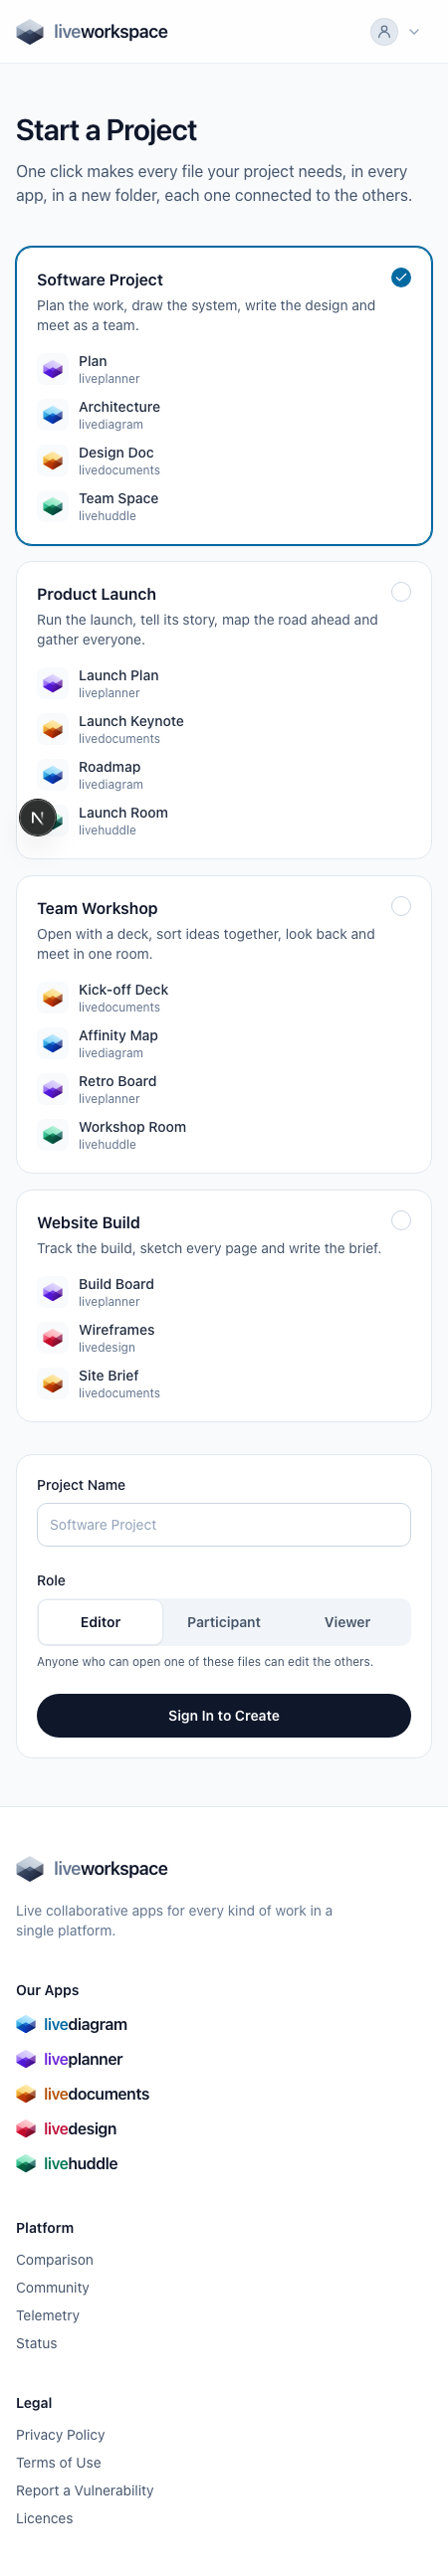 liveworkspace
Start a Project
One click makes every file your project needs, in every
app, in a new folder, each one connected to the others.
Software Project
Plan the work, draw the system, write the design and
meet as a team.
Plan
liveplanner
Architecture
livediagram
Design Doc
livedocuments
Team Space
livehuddle
Product Launch
Run the launch, tell its story, map the road ahead and
gather everyone.
Launch Plan
liveplanner
Launch Keynote
livedocuments
Roadmap
livediagram
Launch Room
livehuddle
N
Team Workshop
Open with a deck, sort ideas together, look back and
meet in one room.
Kick-off Deck
livedocuments
Affinity Map
livediagram
Retro Board
liveplanner
Workshop Room
livehuddle
Website Build
Track the build, sketch every page and write the brief.
Build Board
liveplanner
Wireframes
livedesign
Site Brief
livedocuments
Project Name
Software Project
Role
Editor Participant Viewer
Anyone who can open one of these files can edit the others.
Sign In to Create
liveworkspace
Live collaborative apps for every kind of work in a
single platform.
Our Apps
livediagram
liveplanner
livedocuments
livedesign
livehuddle
Platform
Comparison
Community
Telemetry
Status
Legal
Privacy Policy
Terms of Use
Report a Vulnerability
Licences